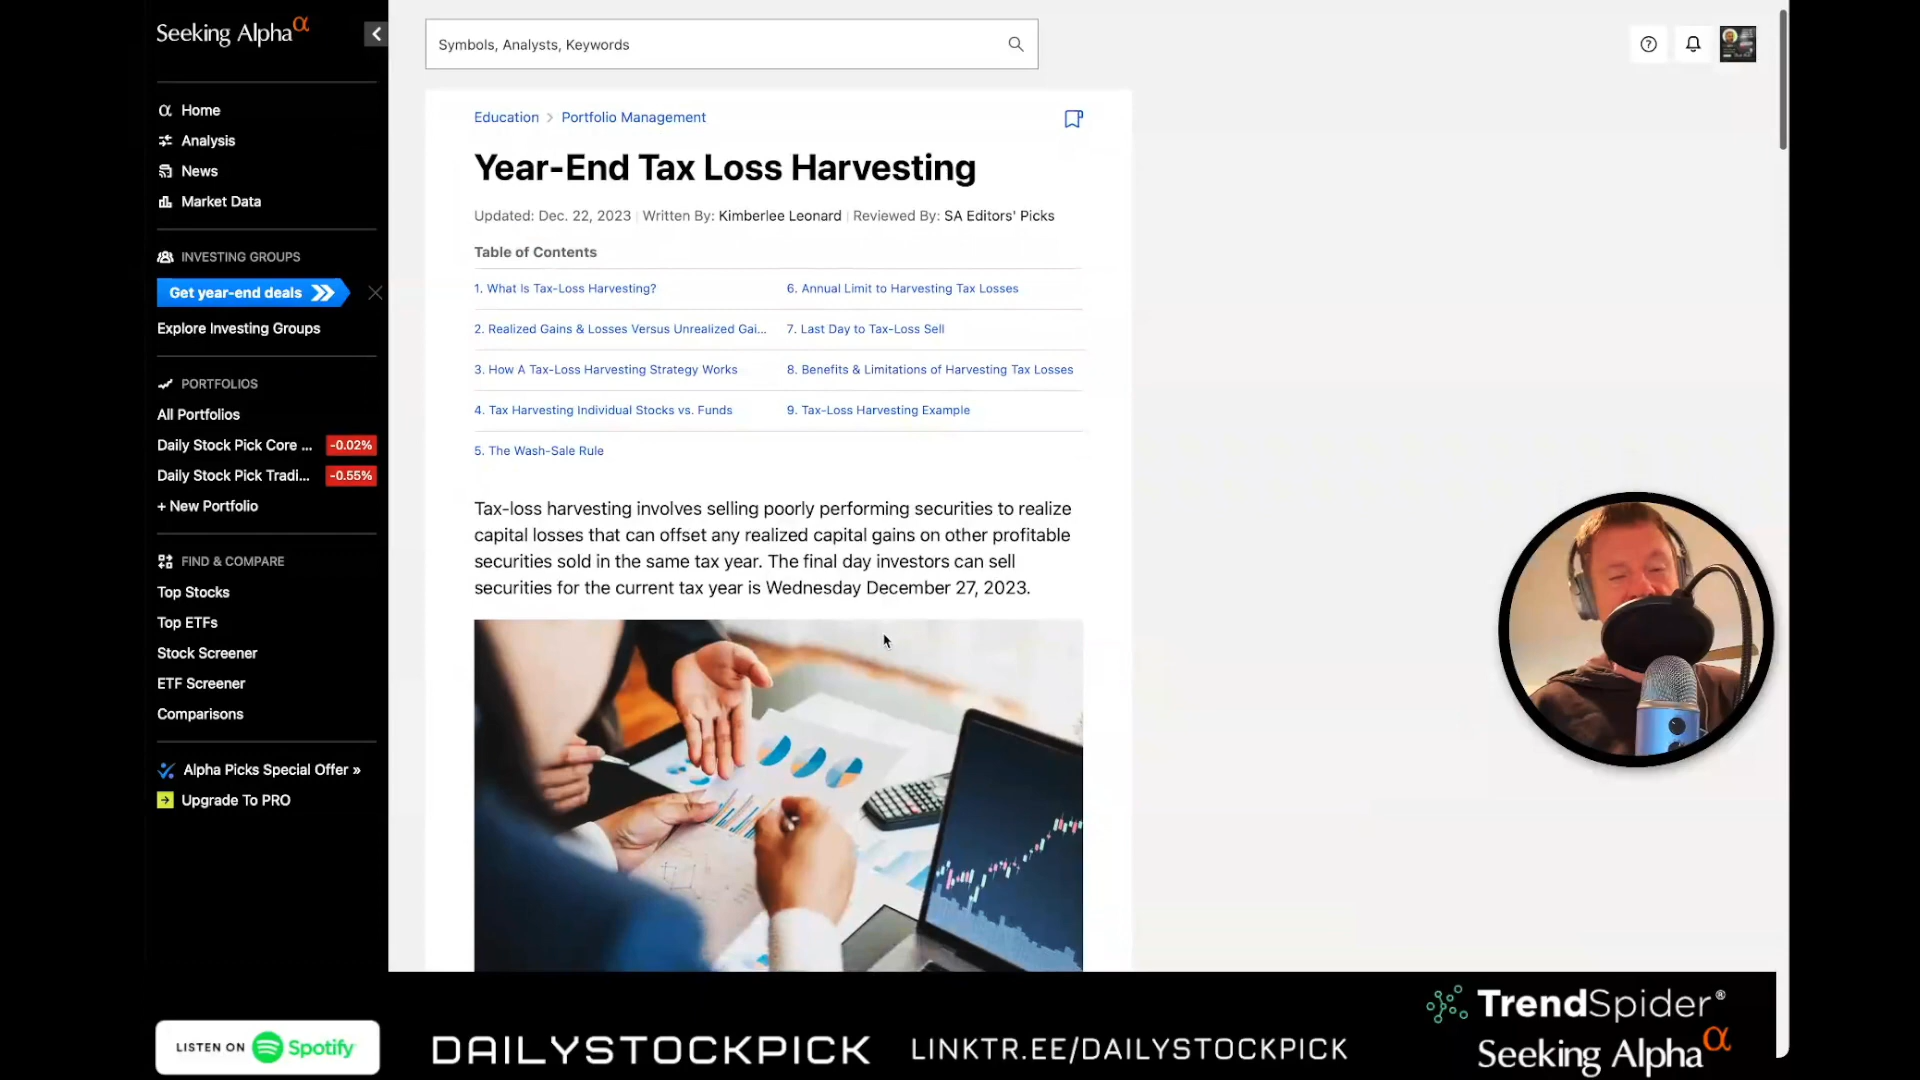 Seeking Alpha α
Symbols, Analysts, Keywords
Home
Analysis
News
Market Data
INVESTING GROUPS
Get year-end deals
Explore Investing Groups
PORTFOLIOS
All Portfolios
Daily Stock Pick Core ... -0.02%
Daily Stock Pick Tradi... -0.55%
+ New Portfolio
FIND & COMPARE
Top Stocks
Top ETFs
Stock Screener
ETF Screener
Comparisons
Alpha Picks Special Offer »
Upgrade To PRO
Education > Portfolio Management
Year-End Tax Loss Harvesting
Updated: Dec. 22, 2023 | Written By: Kimberlee Leonard | Reviewed By: SA Editors' Picks
Table of Contents
1. What Is Tax-Loss Harvesting?
2. Realized Gains & Losses Versus Unrealized Gai...
3. How A Tax-Loss Harvesting Strategy Works
4. Tax Harvesting Individual Stocks vs. Funds
5. The Wash-Sale Rule
6. Annual Limit to Harvesting Tax Losses
7. Last Day to Tax-Loss Sell
8. Benefits & Limitations of Harvesting Tax Losses
9. Tax-Loss Harvesting Example
Tax-loss harvesting involves selling poorly performing securities to realize
capital losses that can offset any realized capital gains on other profitable
securities sold in the same tax year. The final day investors can sell
securities for the current tax year is Wednesday December 27, 2023.
LISTEN ON Spotify
DAILYSTOCKPICK
LINKTR.EE/DAILYSTOCKPICK
TrendSpider®
Seeking Alpha α